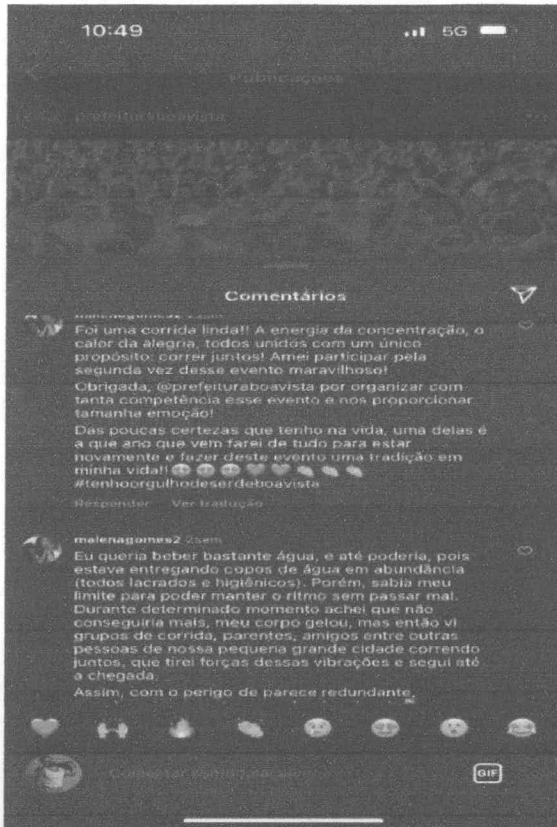 10:49
5G
Publicações
prefeituraboavista
Comentários
Foi uma corrida linda!! A energia da concentração, o
calor da alegria, todos unidos com um único
propósito: correr juntos! Amei participar pela
segunda vez desse evento maravilhoso!
Obrigada, @prefeituraboavista por organizar com
tanta competência esse evento e nos proporcionar
tamanha emoção!
Das poucas certezas que tenho na vida, uma delas é
a que ano que vem farei de tudo para estar
novamente e fazer deste evento uma tradição em
minha vida!!
#tenhoorgulhodeserdeboavista
Responder Ver tradução
malenagomes2 2sem
Eu queria beber bastante água, e até poderia, pois
estava entregando copos de água em abundância
(todos lacrados e higiênicos). Porém, sabia meu
limite para poder manter o ritmo sem passar mal.
Durante determinado momento achei que não
conseguiria mais, meu corpo gelou, mas então vi
grupos de corrida, parentes, amigos entre outras
pessoas de nossa pequena grande cidade correndo
juntos, que tirei forças dessas vibrações e segui até
a chegada.
Assim, com o perigo de parece redundante,
GIF